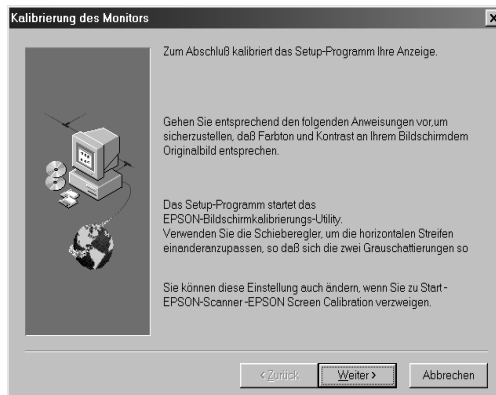 Kalibrierung des Monitors
Zum Abschluß kalibriert das Setup-Programm Ihre Anzeige.
Gehen Sie entsprechend den folgenden Anweisungen vor,um
sicherzustellen, daß Farbton und Kontrast an Ihrem Bildschirmdem
Originalbild entsprechen.
Das Setup-Programm startet das
EPSON-Bildschirmkalibrierungs-Utility.
Verwenden Sie die Schieberegler, um die horizontalen Streifen
einanderanzupassen, so daß sich die zwei Grauschattierungen so
Sie können diese Einstellung auch ändern, wenn Sie zu Start-
EPSON-Scanner-EPSON Screen Calibration verzweigen.
< Zurück Weiter > Abbrechen